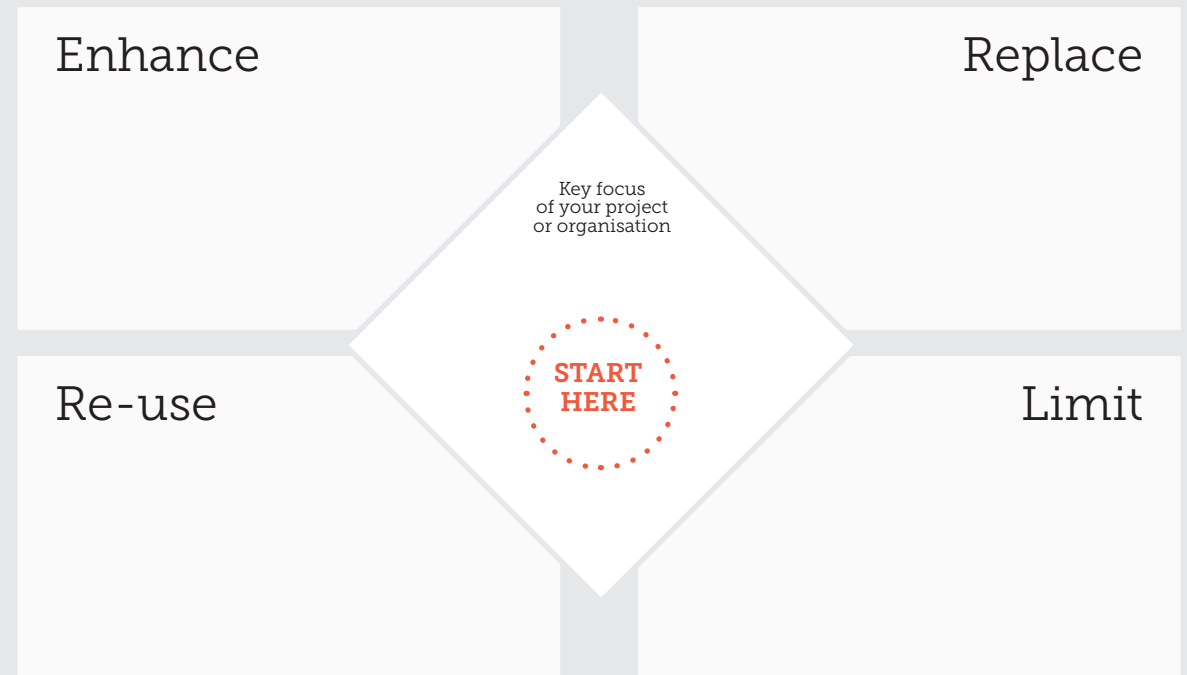 Enhance
Replace
Key focus
of your project
or organisation
START
HERE
Re-use
Limit